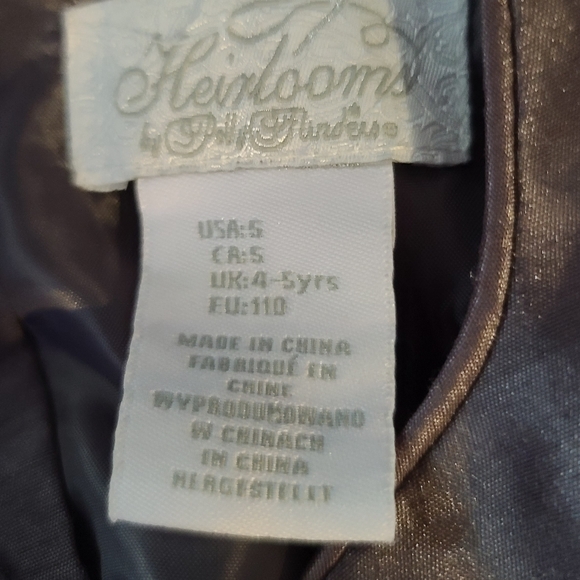 Heirlooms
by Polly Flinders®
USA:5
CA:5
UK:4-5yrs
EU:110
MADE IN CHINA
FABRIQUÉ EN
CHINE
WYPRODUKOWANO
W CHINACH
IN CHINA
HERGESTELLT